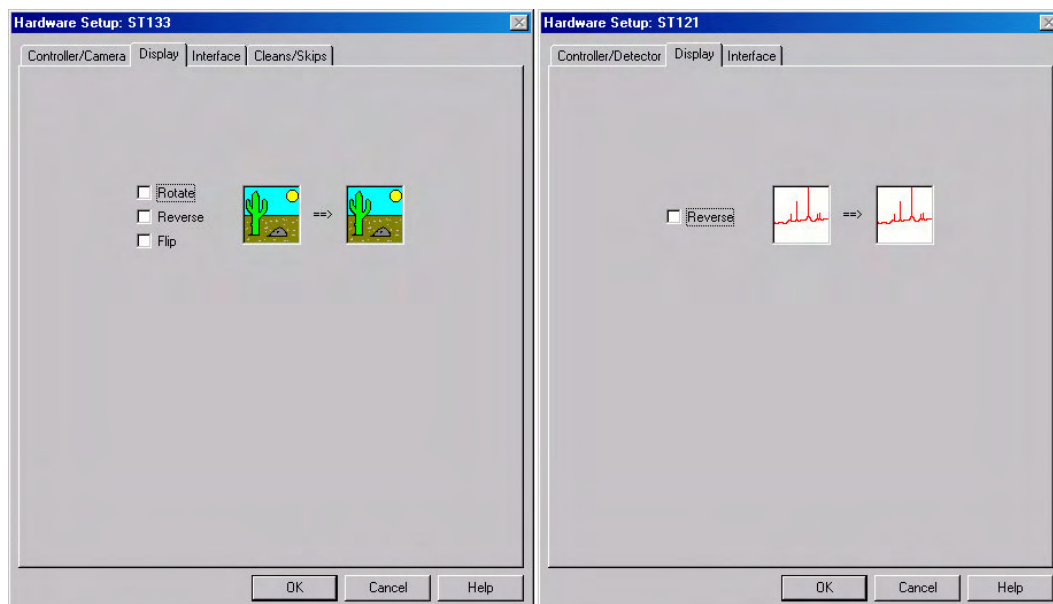 Hardware Setup: ST133
Controller/Camera Display Interface Cleans/Skips
Rotate
Reverse ==>
Flip
OK Cancel Help
Hardware Setup: ST121
Controller/Detector Display Interface
Reverse ==>
OK Cancel Help